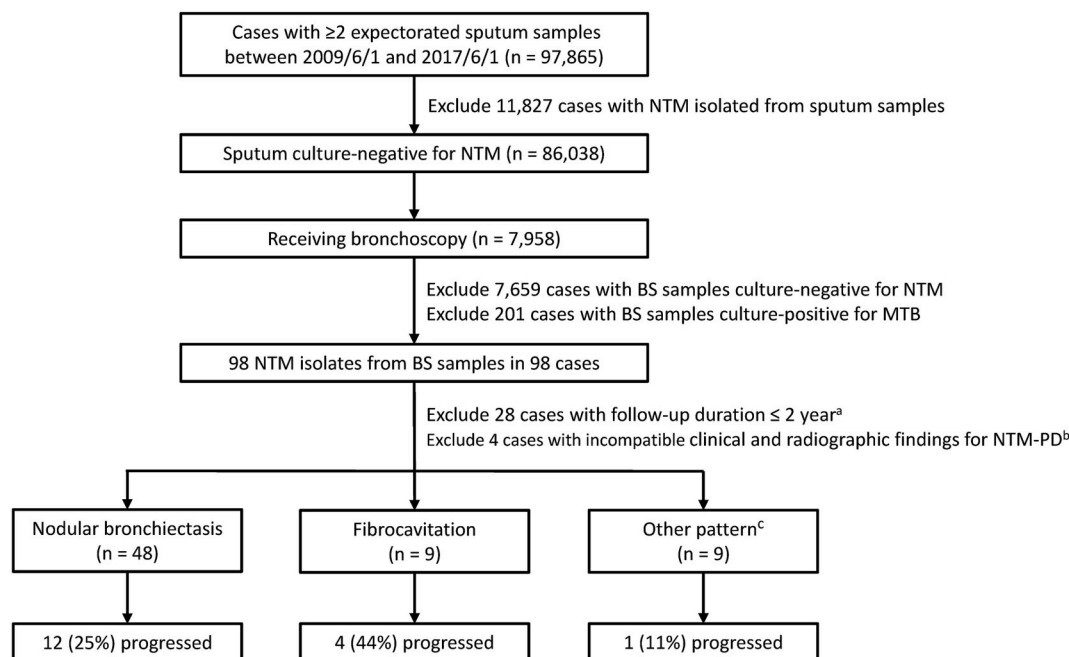 Cases with ≥2 expectorated sputum samples
between 2009/6/1 and 2017/6/1 (n = 97,865)
Exclude 11,827 cases with NTM isolated from sputum samples
Sputum culture-negative for NTM (n = 86,038)
Receiving bronchoscopy (n = 7,958)
Exclude 7,659 cases with BS samples culture-negative for NTM
Exclude 201 cases with BS samples culture-positive for MTB
98 NTM isolates from BS samples in 98 cases
Exclude 28 cases with follow-up duration ≤ 2 yearᵃ
Exclude 4 cases with incompatible clinical and radiographic findings for NTM-PDᵇ
Nodular bronchiectasis
(n = 48)
Fibrocavitation
(n = 9)
Other patternᶜ
(n = 9)
12 (25%) progressed
4 (44%) progressed
1 (11%) progressed